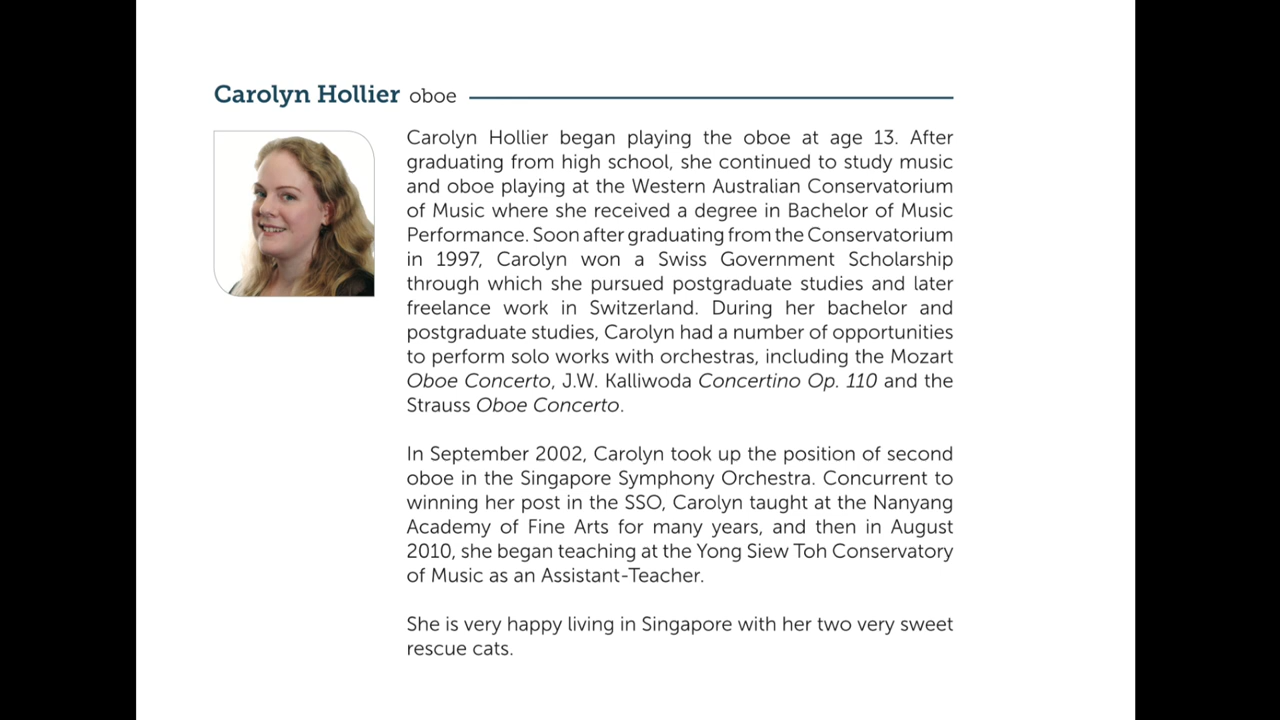 Carolyn Hollier oboe
Carolyn Hollier began playing the oboe at age 13. After
graduating from high school, she continued to study music
and oboe playing at the Western Australian Conservatorium
of Music where she received a degree in Bachelor of Music
Performance. Soon after graduating from the Conservatorium
in 1997, Carolyn won a Swiss Government Scholarship
through which she pursued postgraduate studies and later
freelance work in Switzerland. During her bachelor and
postgraduate studies, Carolyn had a number of opportunities
to perform solo works with orchestras, including the Mozart
Oboe Concerto, J.W. Kalliwoda Concertino Op. 110 and the
Strauss Oboe Concerto.
In September 2002, Carolyn took up the position of second
oboe in the Singapore Symphony Orchestra. Concurrent to
winning her post in the SSO, Carolyn taught at the Nanyang
Academy of Fine Arts for many years, and then in August
2010, she began teaching at the Yong Siew Toh Conservatory
of Music as an Assistant-Teacher.
She is very happy living in Singapore with her two very sweet
rescue cats.